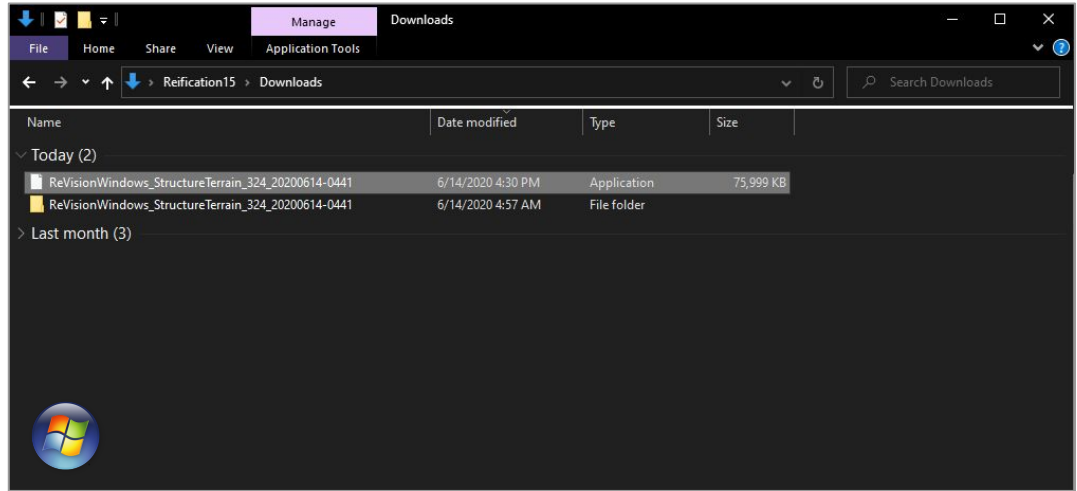 Manage Downloads
File Home Share View Application Tools ?
Reification15 > Downloads Search Downloads
Name Date modified Type Size
Today (2)
ReVisionWindows_StructureTerrain_324_20200614-0441 6/14/2020 4:30 PM Application 75,999 KB
ReVisionWindows_StructureTerrain_324_20200614-0441 6/14/2020 4:57 AM File folder
Last month (3)